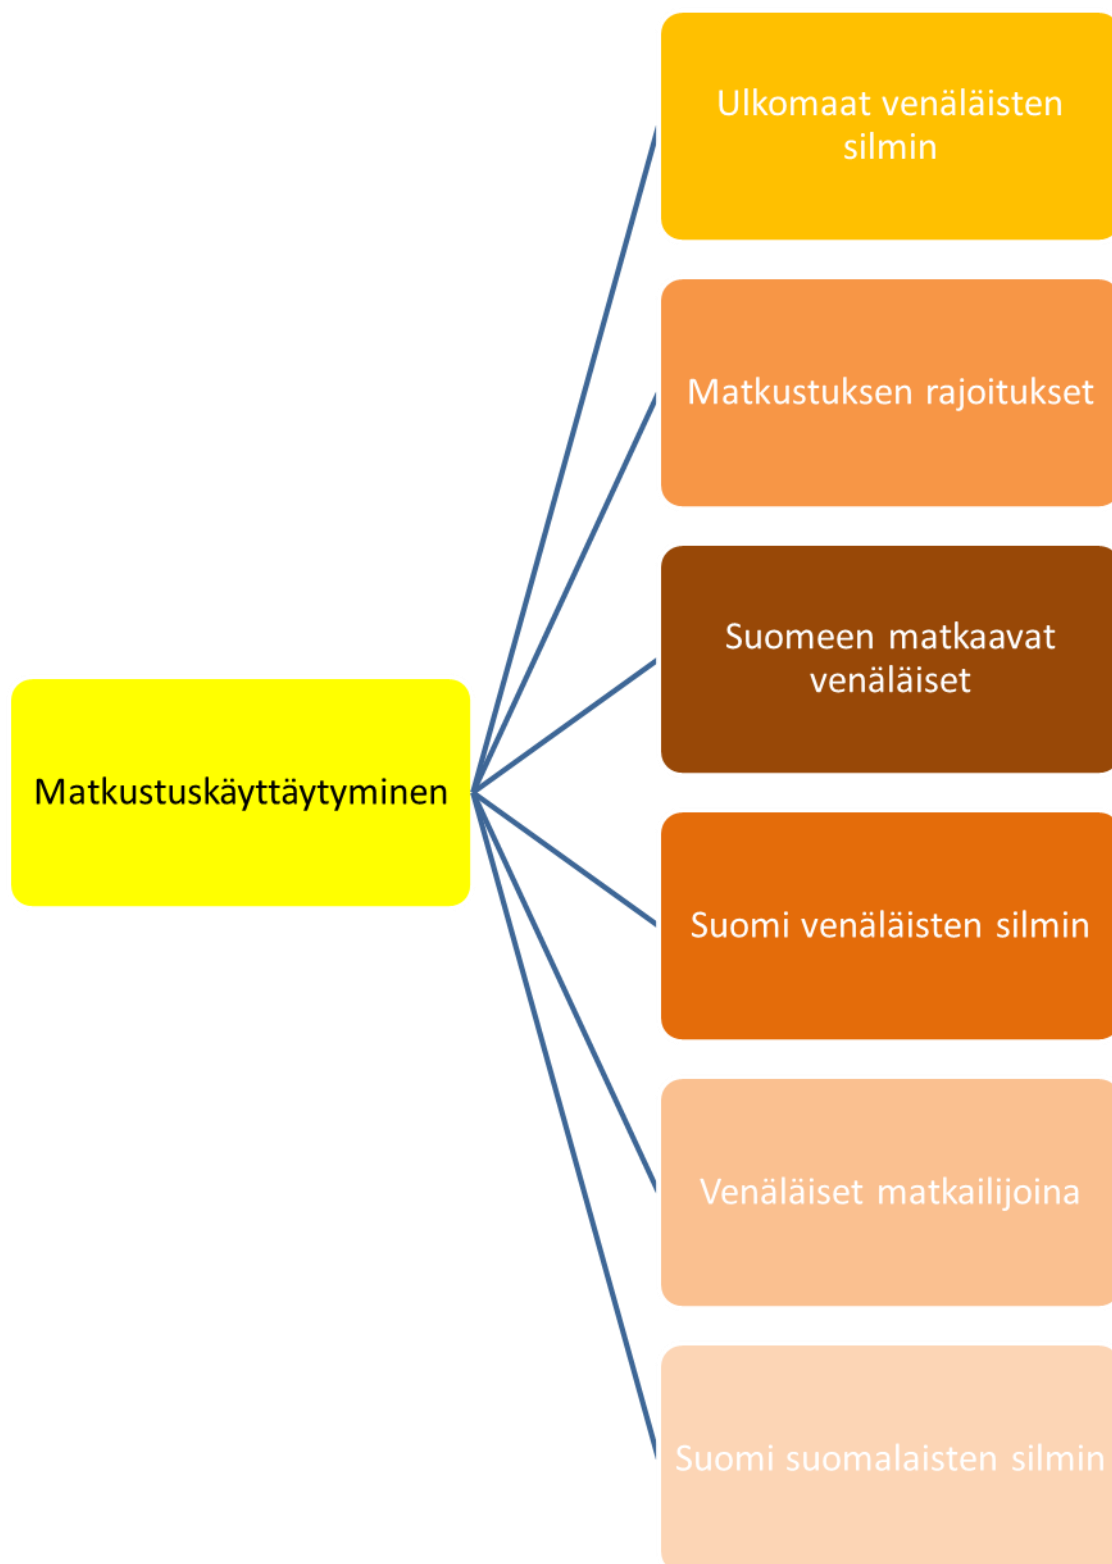 Ulkomaat venäläisten
silmin
Matkustuksen rajoitukset
Suomeen matkaavat
venäläiset
Matkustuskäyttäytyminen
Suomi venäläisten silmin
Venäläiset matkailijoina
Suomi suomalaisten silmin